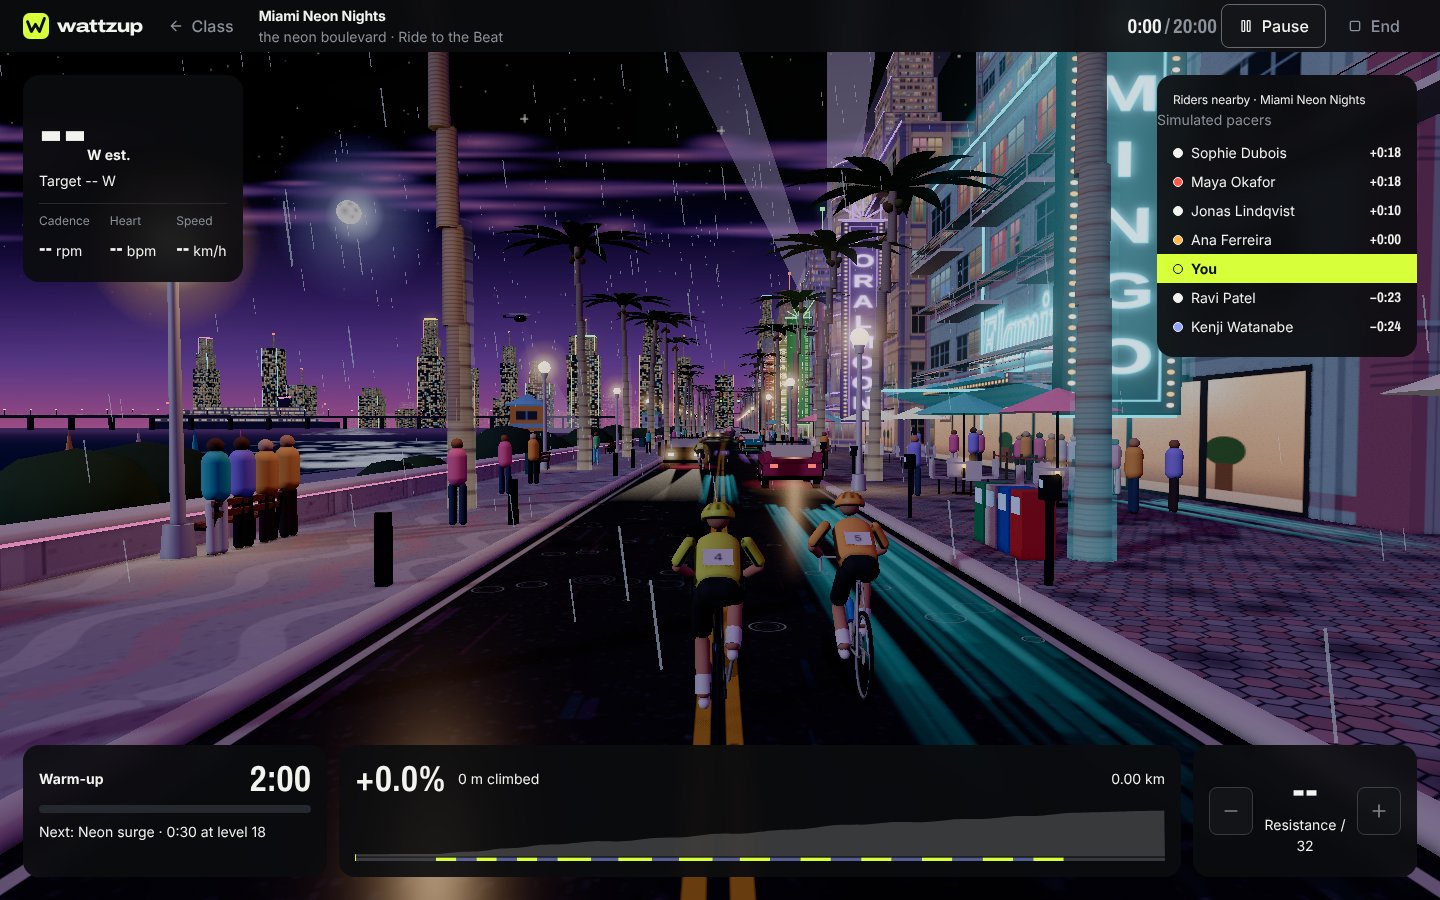 wattzup
Class
Miami Neon Nights
the neon boulevard · Ride to the Beat
0:00 / 20:00
Pause
End
--
W est.
Target -- W
Cadence Heart Speed
-- rpm -- bpm -- km/h
Riders nearby · Miami Neon Nights
Simulated pacers
Sophie Dubois +0:18
Maya Okafor +0:18
Jonas Lindqvist +0:10
Ana Ferreira +0:00
You
Ravi Patel −0:23
Kenji Watanabe −0:24
MINGO
ORAL MOON
4
5
Warm-up 2:00
Next: Neon surge · 0:30 at level 18
+0.0% 0 m climbed 0.00 km
−
--
Resistance /
32
+